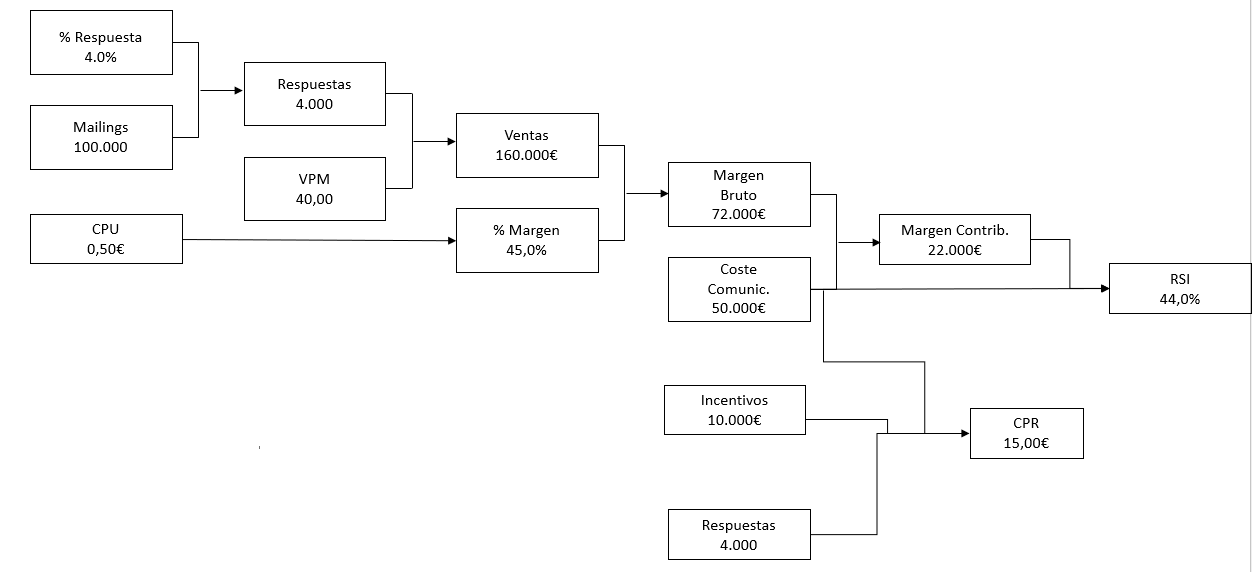 % Respuesta
4.0%
Mailings
100.000
CPU
0,50€
Respuestas
4.000
VPM
40,00
Ventas
160.000€
% Margen
45,0%
Margen
Bruto
72.000€
Coste
Comunic.
50.000€
Margen Contrib.
22.000€
RSI
44,0%
Incentivos
10.000€
CPR
15,00€
Respuestas
4.000